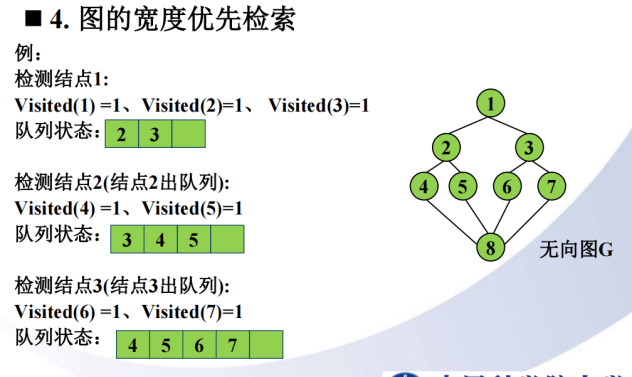 ■ 4. 图的宽度优先检索
例：
检测结点1:
Visited(1) =1、Visited(2)=1、 Visited(3)=1
队列状态： 2 3
检测结点2(结点2出队列):
Visited(4) =1、Visited(5)=1
队列状态： 3 4 5
检测结点3(结点3出队列):
Visited(6) =1、Visited(7)=1
队列状态： 4 5 6 7
1
2 3
4 5 6 7
8
无向图G